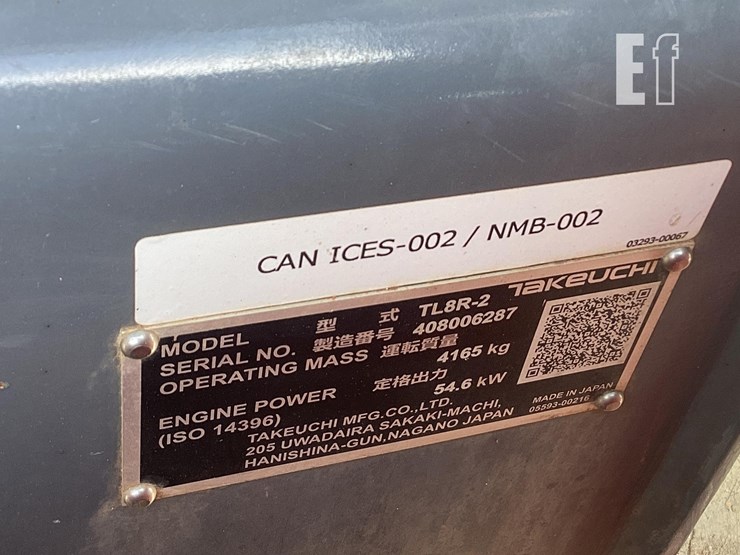 Ef
CAN ICES-002 / NMB-002
03293-00067
TAKEUCHI
MODEL 型 式 TL8R-2
SERIAL NO. 製造番号 408006287
OPERATING MASS 運転質量 4165 kg
ENGINE POWER 定格出力 54.6 kW
(ISO 14396)
TAKEUCHI MFG.CO.,LTD.
205 UWADAIRA SAKAKI-MACHI,
HANISHINA-GUN,NAGANO JAPAN
MADE IN JAPAN
05593-00216